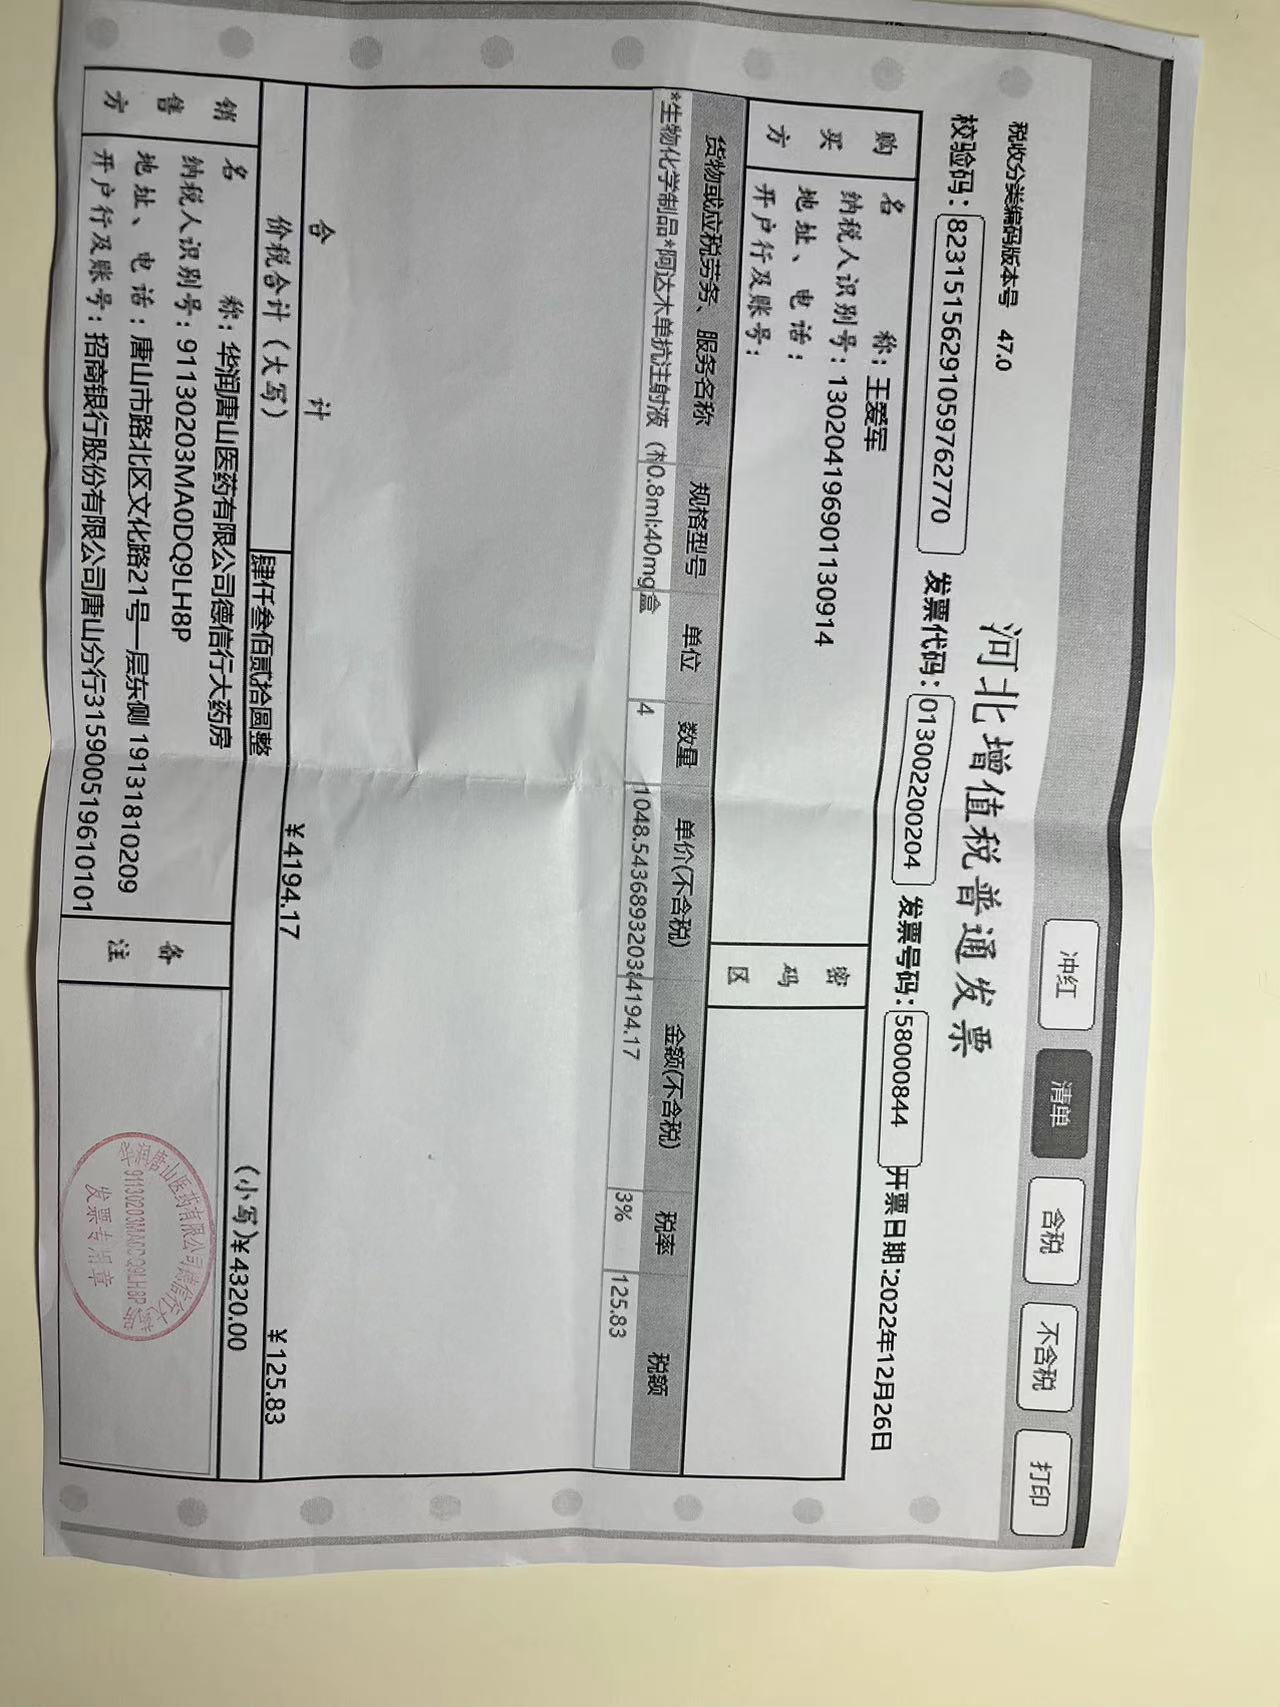 冲红 清单 含税 不含税 打印
河北增值税普通发票
税收分类编码版本号 47.0
校验码：82315156291059762770 发票代码：013002200204 发票号码：58000844 开票日期：2022年12月26日
购买方
名称：王爱军
纳税人识别号：130204196901130914
地址、电话：
开户行及账号：
密码区
货物或应税劳务、服务名称 规格型号 单位 数量 单价(不含税) 金额(不含税) 税率 税额
*生物化学制品*阿达木单抗注射液（ 0.8ml:40mg 盒 4 1048.5436893203 4194.17 3% 125.83
合计 ¥4194.17 ¥125.83
价税合计（大写） 肆仟叁佰贰拾圆整 （小写）¥4320.00
销售方
名称：华润唐山医药有限公司德信行大药房
纳税人识别号：91130203MA0DQ9LH8P
地址、电话：唐山市路北区文化路21号一层东侧 19131810209
开户行及账号：招商银行股份有限公司唐山分行315900519610101
备注
华润唐山医药有限公司德信行大药房
91130203MA0DQ9LH8P
发票专用章